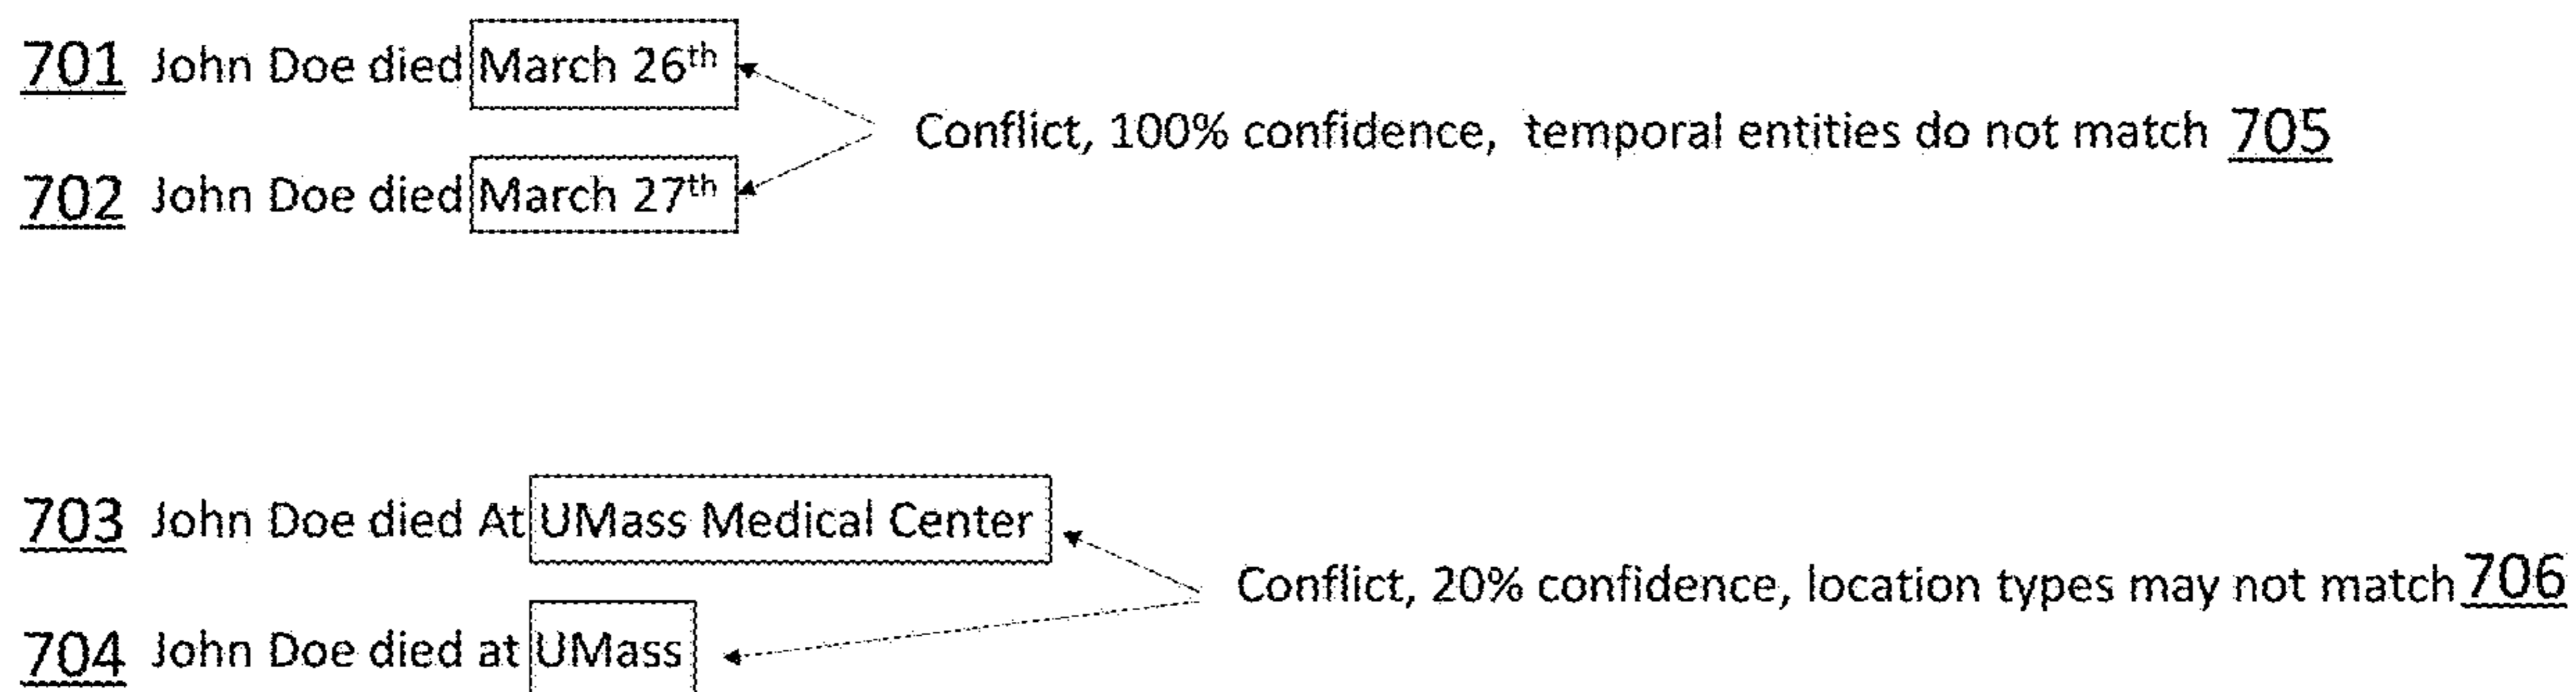 701 John Doe died March 26th
Conflict, 100% confidence, temporal entities do not match 705
702 John Doe died March 27th
703 John Doe died At UMass Medical Center
Conflict, 20% confidence, location types may not match 706
704 John Doe died at UMass